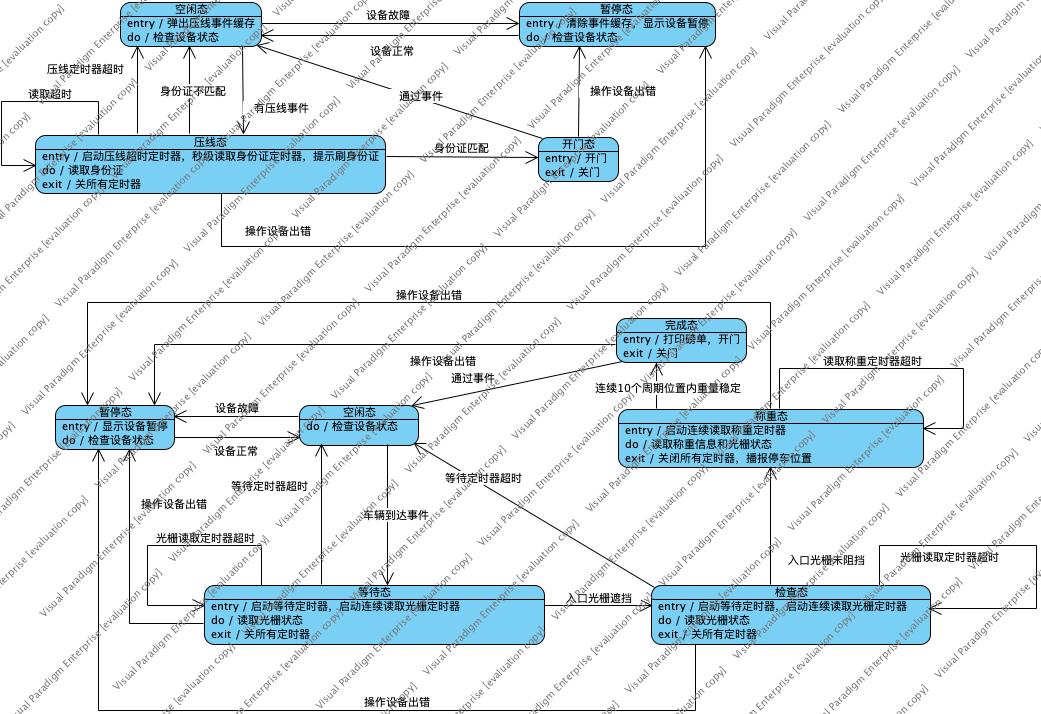 空闲态
entry / 弹出压线事件缓存
do / 检查设备状态
设备故障
设备正常
暂停态
entry / 清除事件缓存，显示设备暂停
do / 检查设备状态
压线定时器超时
读取超时
身份证不匹配
有压线事件
通过事件
操作设备出错
压线态
entry / 启动压线超时定时器，秒级读取身份证定时器，提示刷身份证
do / 读取身份证
exit / 关所有定时器
身份证匹配
开门态
entry / 开门
exit / 关门
操作设备出错
操作设备出错
完成态
entry / 打印磅单，开门
exit / 关门
操作设备出错
通过事件
连续10个周期位置内重量稳定
读取称重定时器超时
暂停态
entry / 显示设备暂停
do / 检查设备状态
设备故障
设备正常
空闲态
do / 检查设备状态
称重态
entry / 启动连续读取称重定时器
do / 读取称重信息和光栅状态
exit / 关闭所有定时器，播报停车位置
等待定时器超时
等待定时器超时
操作设备出错
车辆到达事件
光栅读取定时器超时
入口光栅未阻挡
光栅读取定时器超时
等待态
entry / 启动等待定时器，启动连续读取光栅定时器
do / 读取光栅状态
exit / 关所有定时器
入口光栅遮挡
检查态
entry / 启动等待定时器，启动连续读取光栅定时器
do / 读取光栅状态
exit / 关所有定时器
操作设备出错
Visual Paradigm Enterprise [evaluation copy]